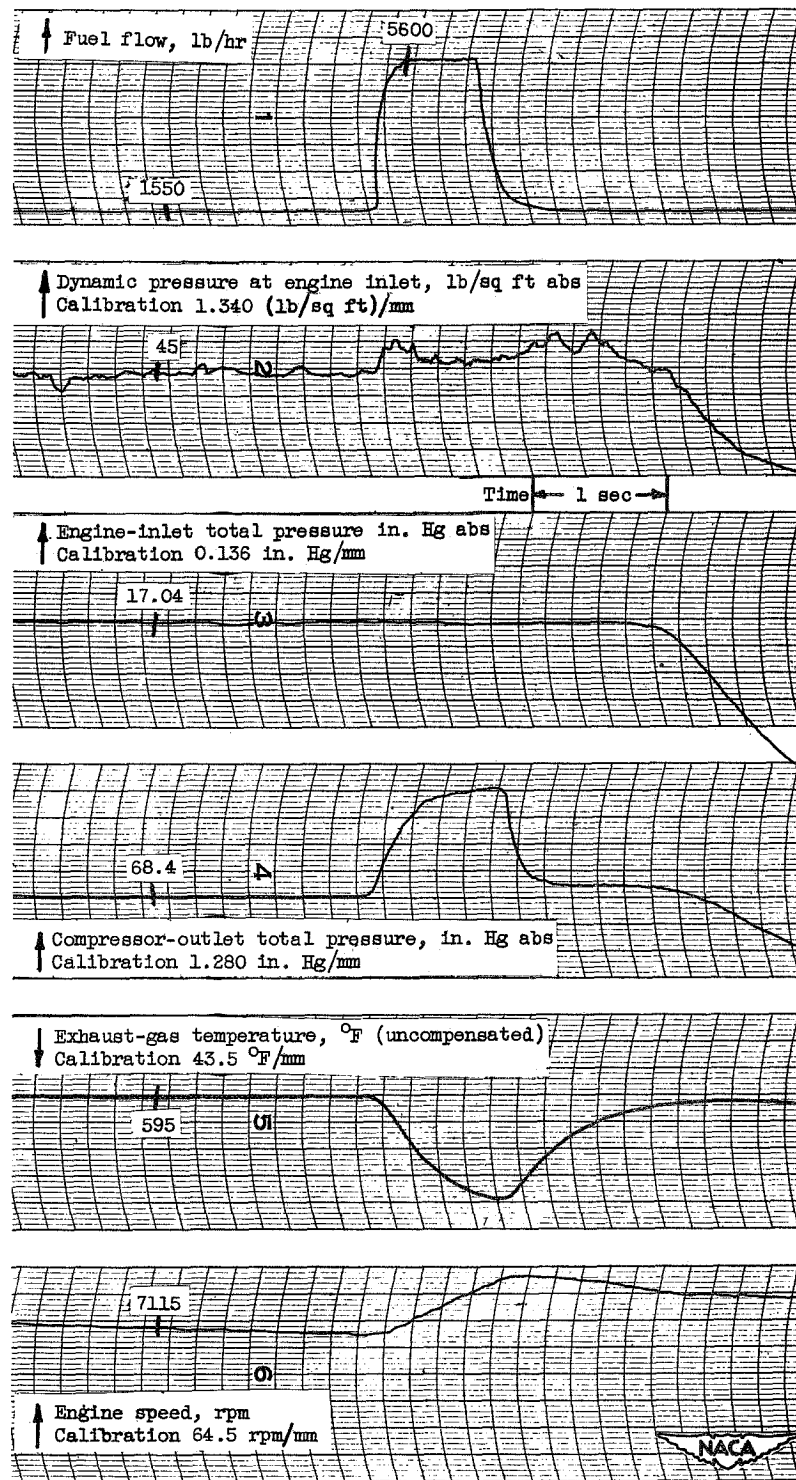 Fuel flow, lb/hr
5600
1
1550
Dynamic pressure at engine inlet, lb/sq ft abs
Calibration 1.340 (lb/sq ft)/mm
45
2
Time 1 sec
Engine-inlet total pressure in. Hg abs
Calibration 0.136 in. Hg/mm
17.04
3
68.4
4
Compressor-outlet total pressure, in. Hg abs
Calibration 1.280 in. Hg/mm
Exhaust-gas temperature, °F (uncompensated)
Calibration 43.5 °F/mm
595
5
7115
6
Engine speed, rpm
Calibration 64.5 rpm/mm
NACA